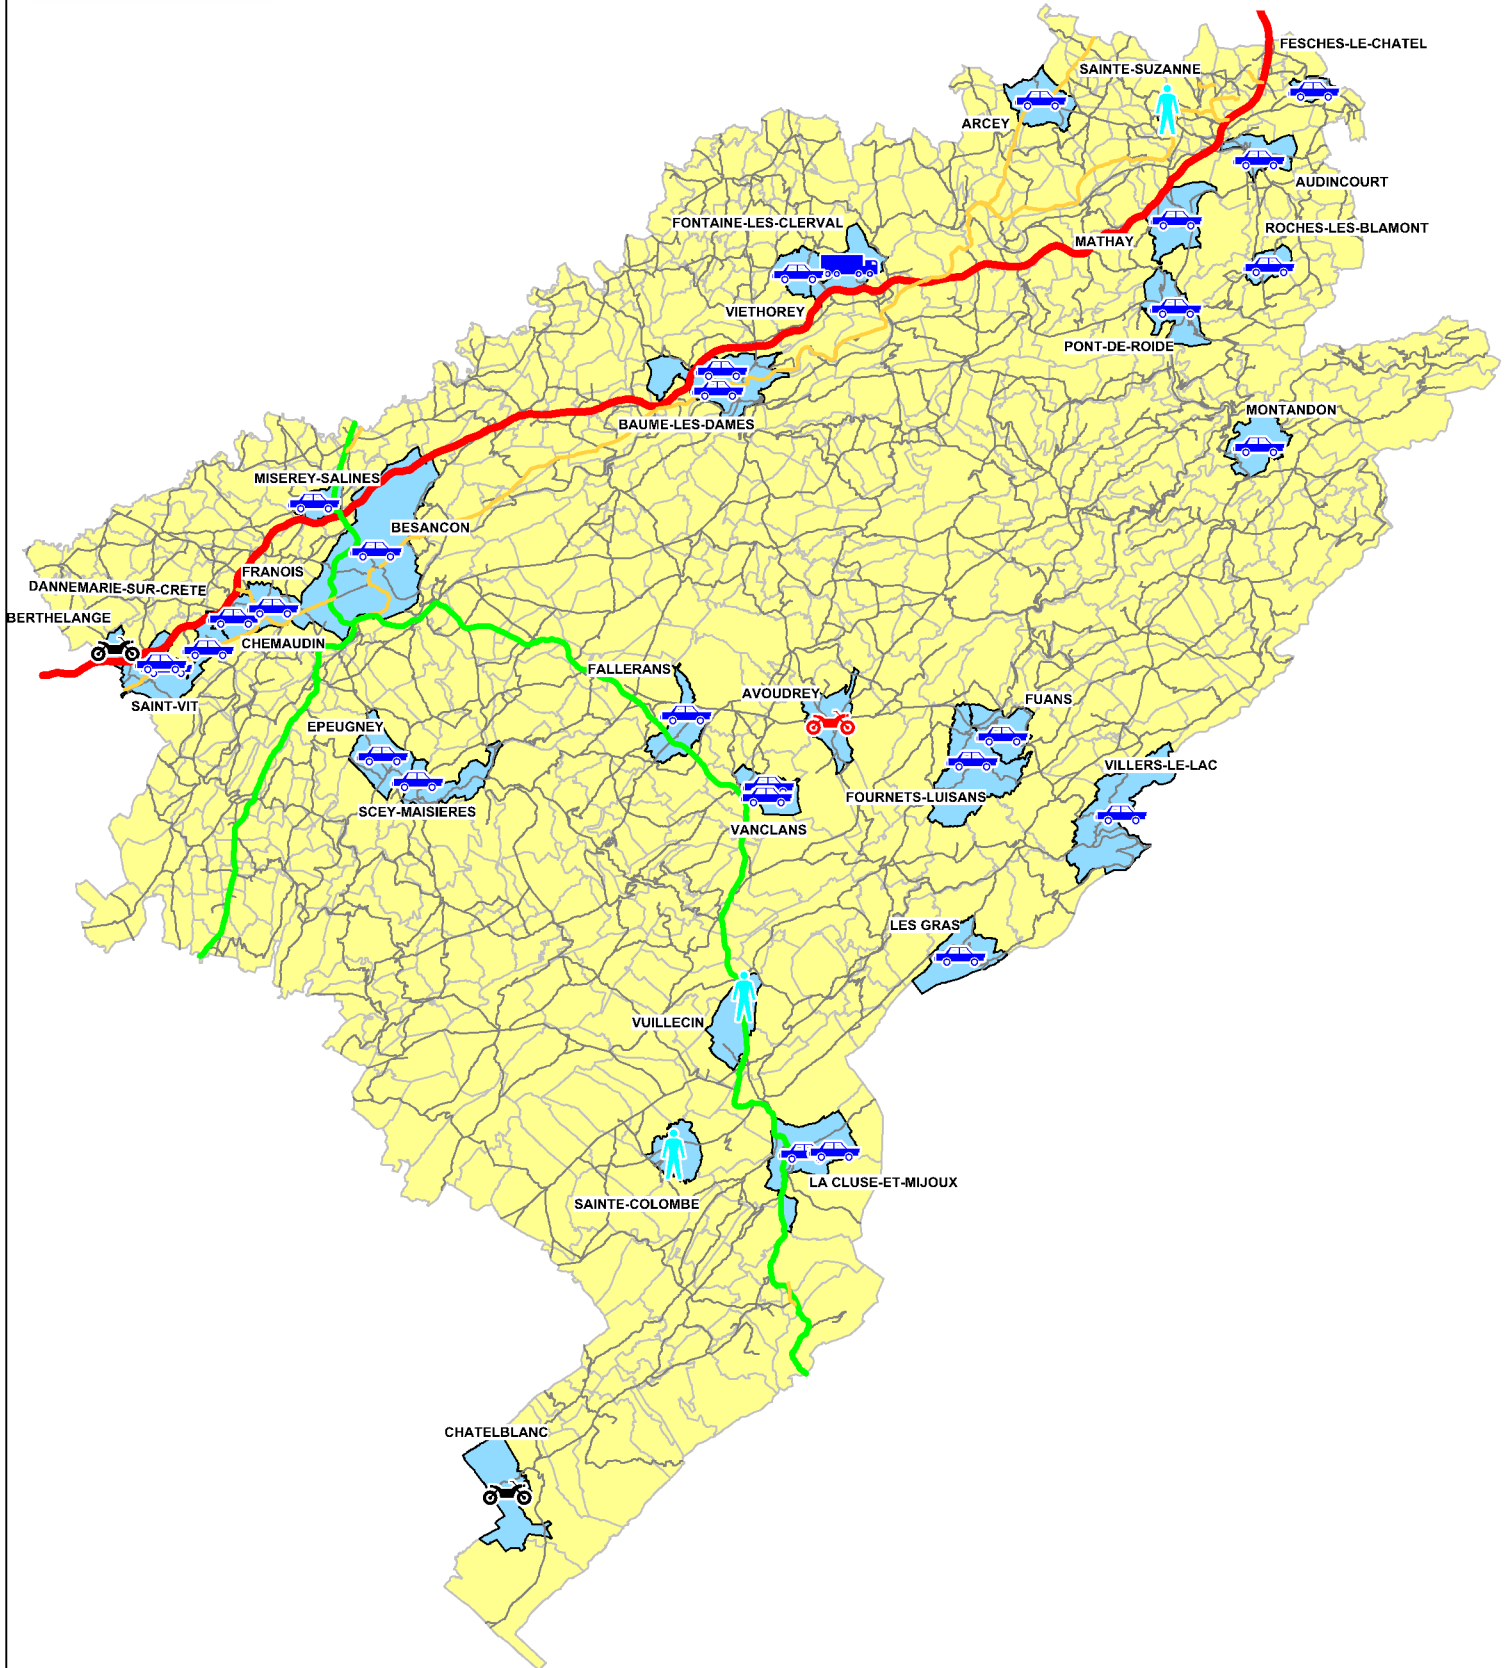 FESCHES-LE-CHATEL
SAINTE-SUZANNE
ARCEY
AUDINCOURT
FONTAINE-LES-CLERVAL
ROCHES-LES-BLAMONT
MATHAY
VIETHOREY
PONT-DE-ROIDE
MONTANDON
BAUME-LES-DAMES
MISEREY-SALINES
BESANCON
FRANOIS
DANNEMARIE-SUR-CRETE
BERTHELANGE
CHEMAUDIN
FALLERANS
AVOUDREY
FUANS
SAINT-VIT
EPEUGNEY
VILLERS-LE-LAC
FOURNETS-LUISANS
SCEY-MAISIERES
VANCLANS
LES GRAS
VUILLECIN
LA CLUSE-ET-MIJOUX
SAINTE-COLOMBE
CHATELBLANC